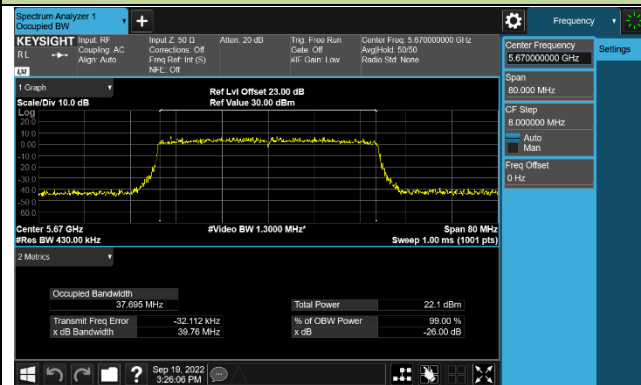 Spectrum Analyzer 1
Occupied BW
+
Frequency
KEYSIGHT Input: RF Input Z: 50 Ω Atten: 20 dB Trig: Free Run Center Freq: 5.670000000 GHz
RL Coupling: AC Corrections: Off Gate: Off Avg|Hold: 50/50
Align: Auto Freq Ref: Int (S) #IF Gain: Low Radio Std: None
NFE: Off
LXI
Center Frequency
5.670000000 GHz
Settings
Span
80.000 MHz
CF Step
8.000000 MHz
Auto
Man
Freq Offset
0 Hz
1 Graph
Ref Lvl Offset 23.00 dB
Scale/Div 10.0 dB Ref Value 30.00 dBm
Log
20.0
10.0
0.00
-10.0
-20.0
-30.0
-40.0
-50.0
-60.0
Center 5.67 GHz #Video BW 1.3000 MHz* Span 80 MHz
#Res BW 430.00 kHz Sweep 1.00 ms (1001 pts)
2 Metrics
Occupied Bandwidth
37.695 MHz Total Power 22.1 dBm
Transmit Freq Error -32.112 kHz % of OBW Power 99.00 %
x dB Bandwidth 39.76 MHz x dB -26.00 dB
? Sep 19, 2022
3:26:06 PM